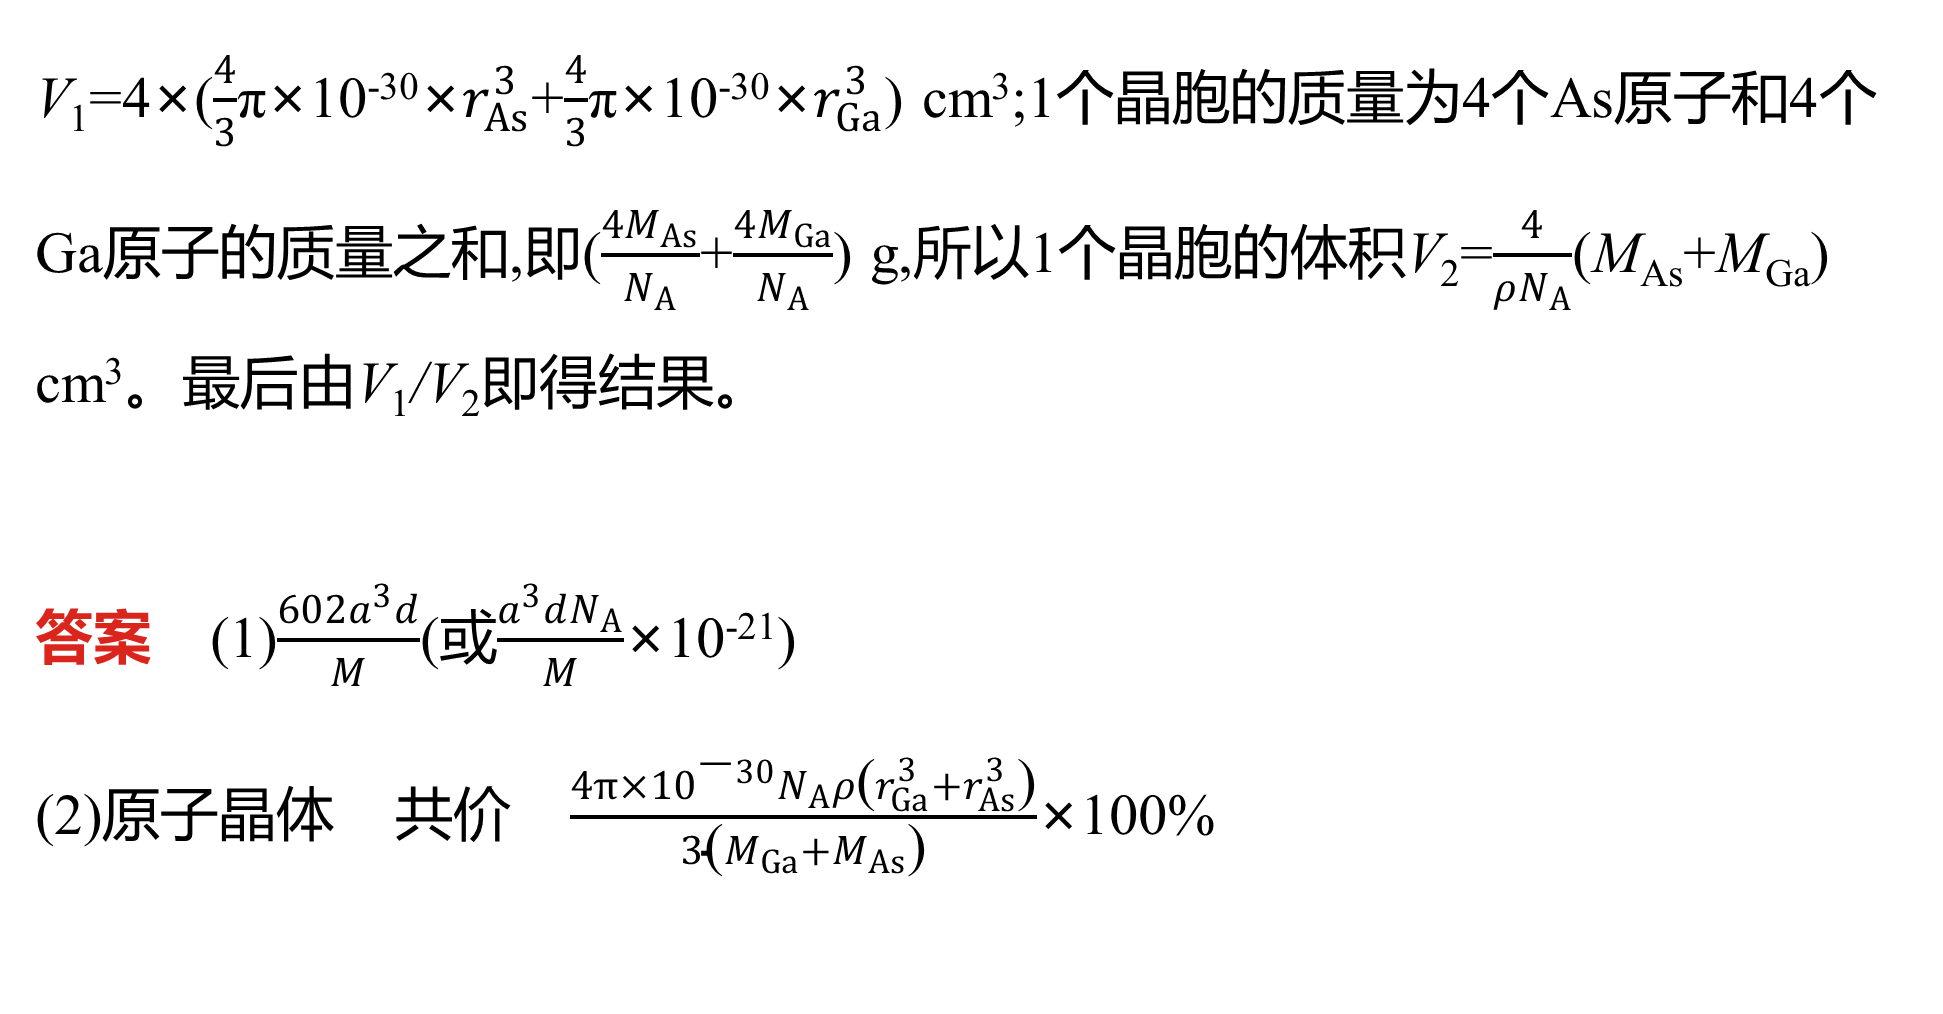 V₁=4×(4/3π×10⁻³⁰×r³As+4/3π×10⁻³⁰×r³Ga) cm³;1个晶胞的质量为4个As原子和4个
Ga原子的质量之和,即(4MAs/NA+4MGa/NA) g,所以1个晶胞的体积V₂=4/ρNA(MAs+MGa)
cm³。最后由V₁/V₂即得结果。
答案 (1)602a³d/M(或a³dNA/M×10⁻²¹)
(2)原子晶体 共价 4π×10⁻³⁰NAρ(r³Ga+r³As)/3(MGa+MAs)×100%